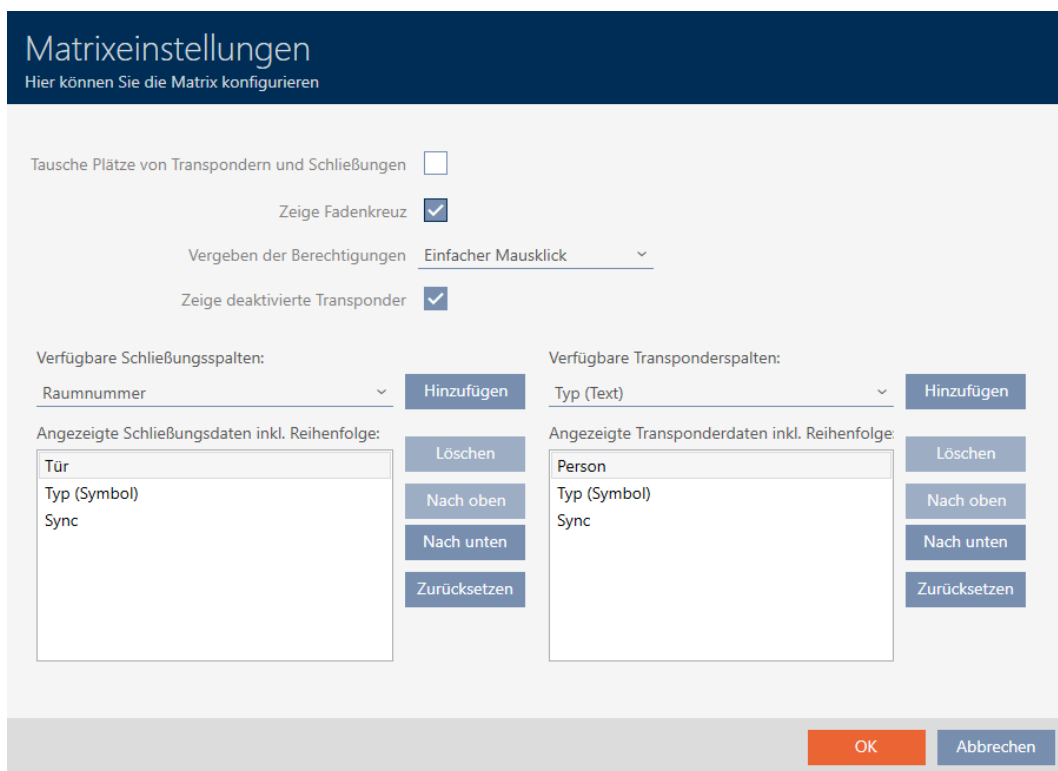 Matrixeinstellungen
Hier können Sie die Matrix konfigurieren
Tausche Plätze von Transpondern und Schließungen
Zeige Fadenkreuz
Vergeben der Berechtigungen Einfacher Mausklick
Zeige deaktivierte Transponder
Verfügbare Schließungsspalten:
Raumnummer Hinzufügen
Angezeigte Schließungsdaten inkl. Reihenfolge:
Tür
Typ (Symbol)
Sync
Löschen
Nach oben
Nach unten
Zurücksetzen
Verfügbare Transponderspalten:
Typ (Text) Hinzufügen
Angezeigte Transponderdaten inkl. Reihenfolge:
Person
Typ (Symbol)
Sync
Löschen
Nach oben
Nach unten
Zurücksetzen
OK Abbrechen